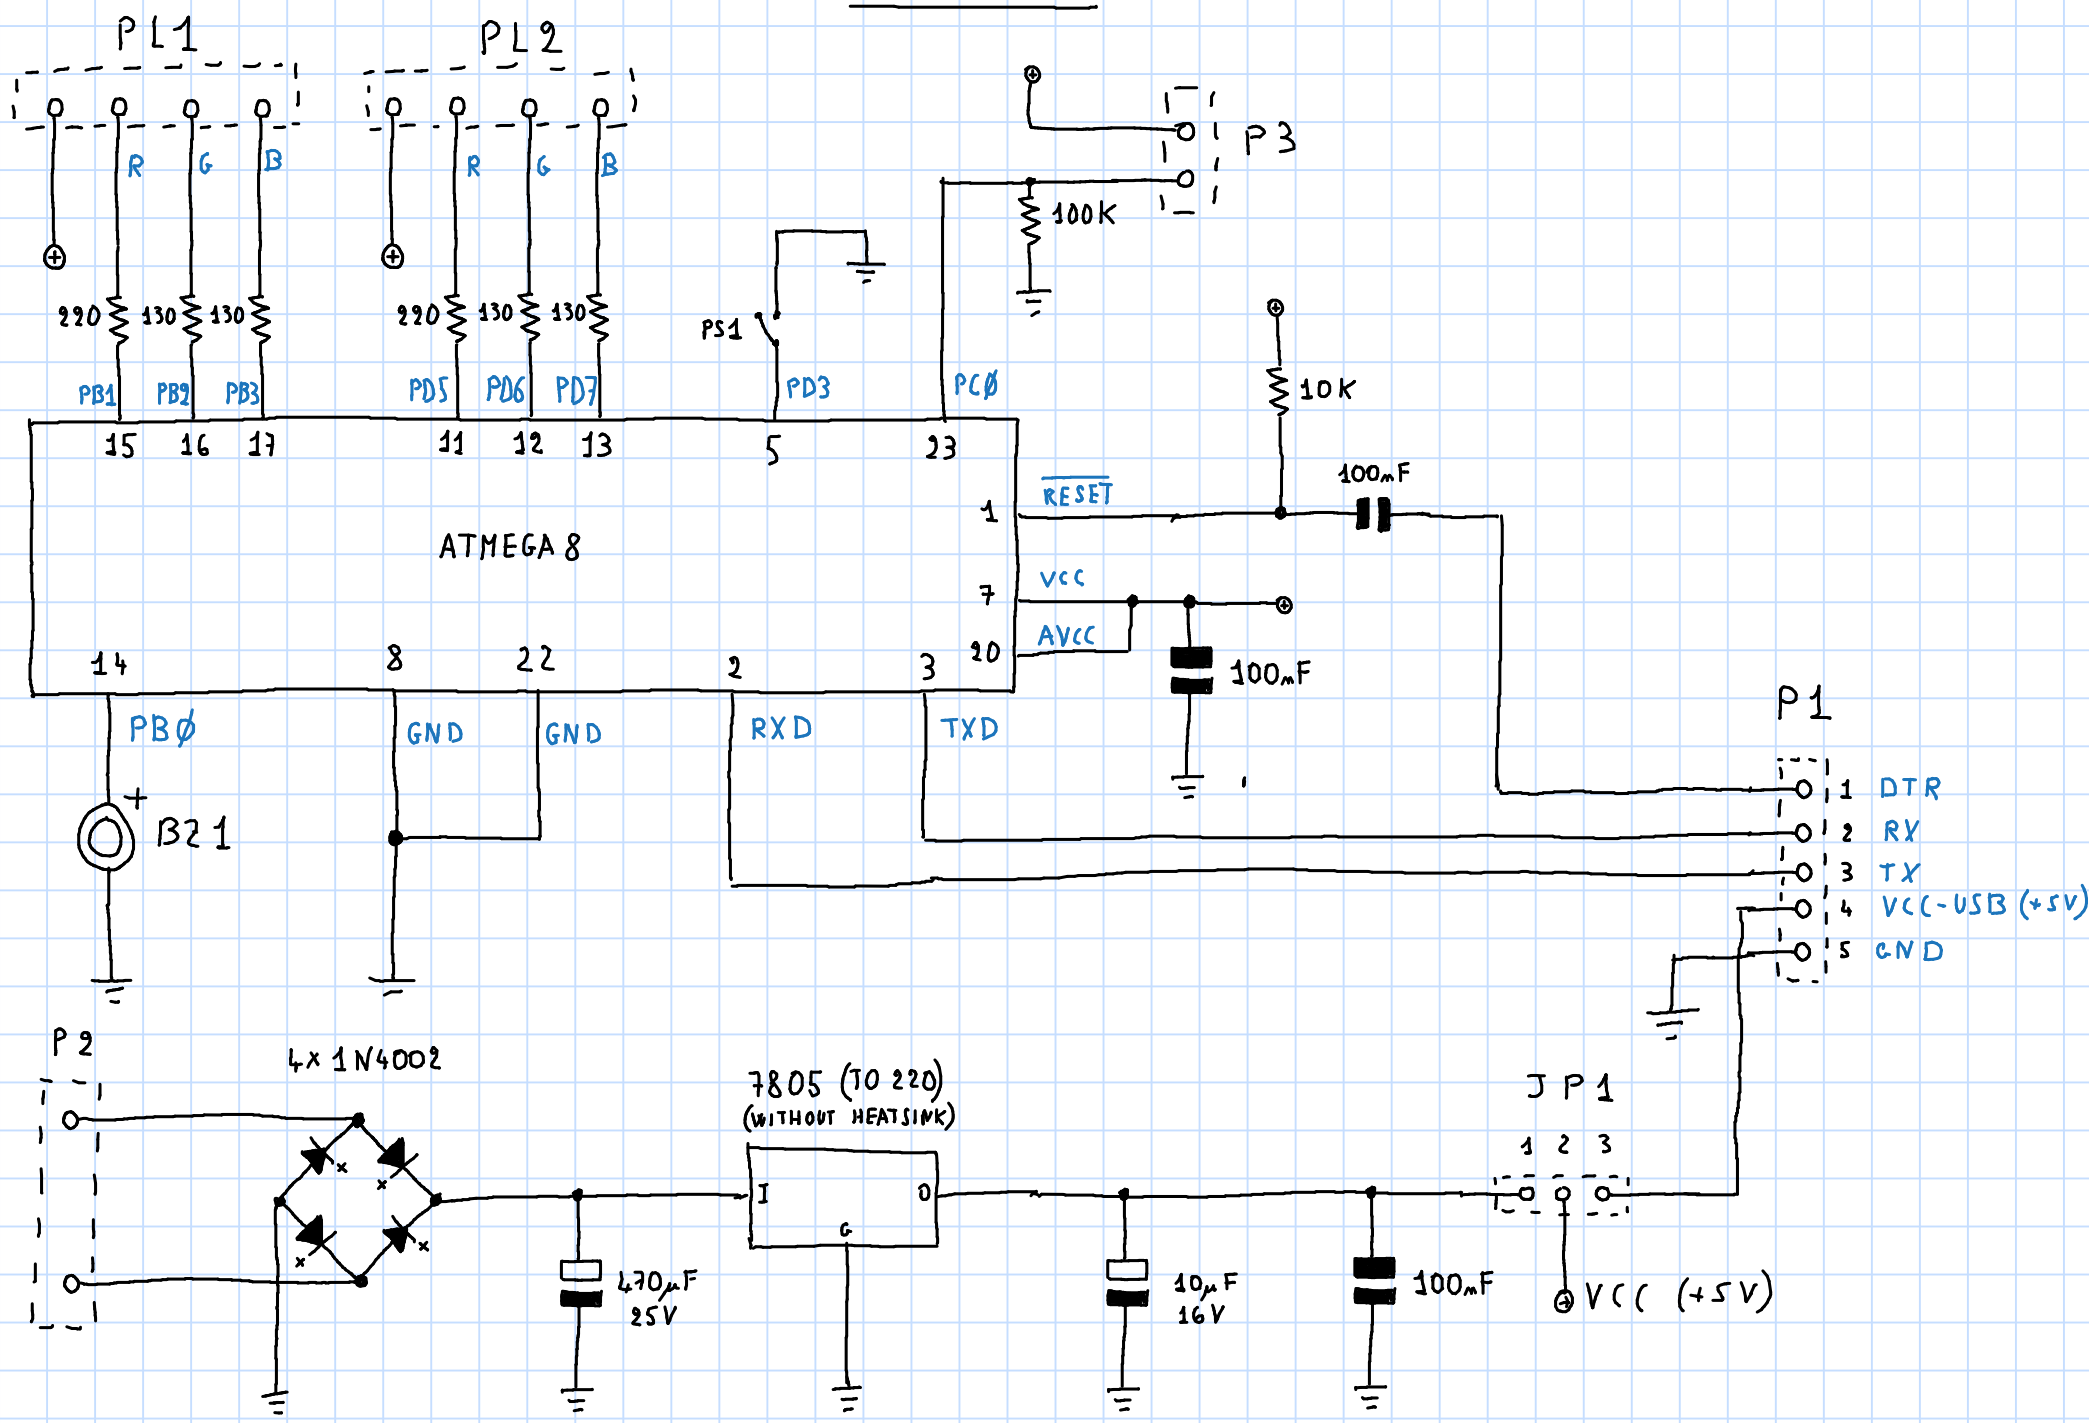 PL1 PL2
P3
R G B R G B
100K
220 130 130 220 130 130 PS1
10K
PB1 PB2 PB3 PD5 PD6 PD7 PD3 PCØ
15 16 17 11 12 13 5 23
100nF
1 RESET
ATMEGA8
7 VCC
20 AVCC
14 8 22 2 3
100nF
P1
PBØ GND GND RXD TXD
+
BZ1
1 DTR
2 RX
3 TX
4 VCC-USB (+5V)
5 GND
P2
4x 1N4002
7805 (TO 220)
(WITHOUT HEATSINK)
JP1
1 2 3
x x
I O
G
x x
470µF
25V
10µF
16V
100nF
VCC (+5V)